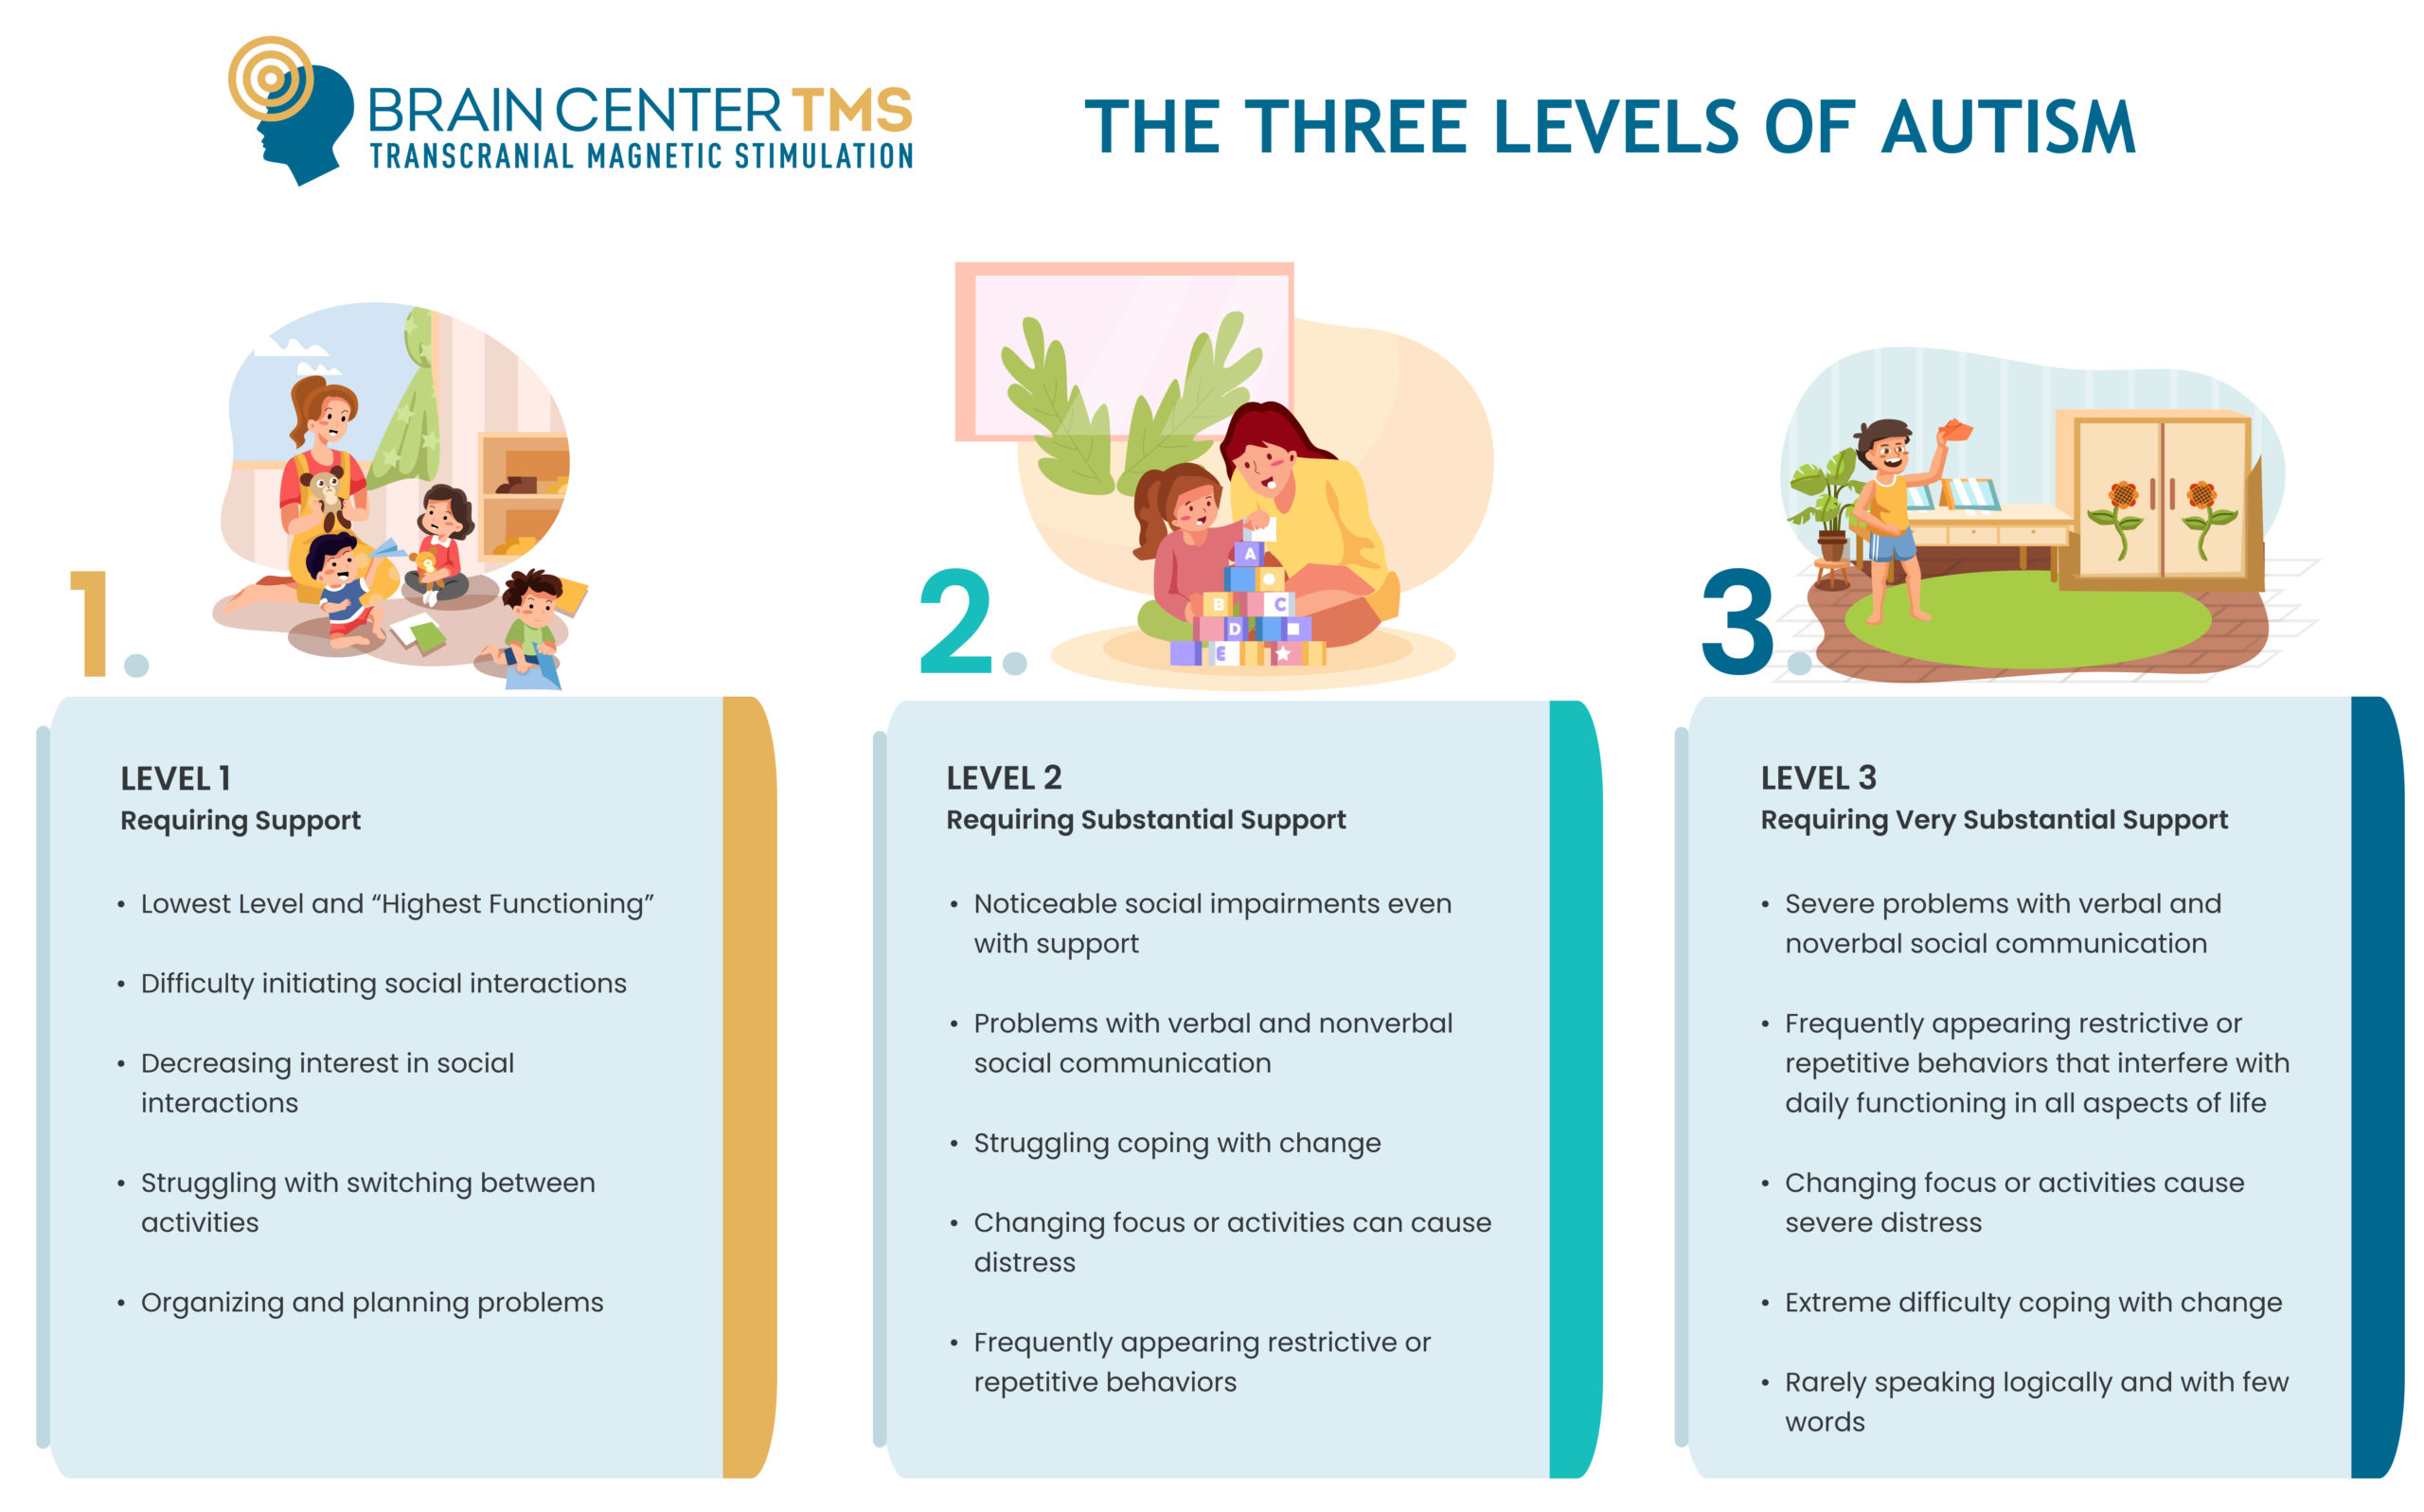 BRAIN CENTER TMS
TRANSCRANIAL MAGNETIC STIMULATION
THE THREE LEVELS OF AUTISM
1.
LEVEL 1
Requiring Support
• Lowest Level and “Highest Functioning”
• Difficulty initiating social interactions
• Decreasing interest in social
interactions
• Struggling with switching between
activities
• Organizing and planning problems
2.
A
B C
D
E
LEVEL 2
Requiring Substantial Support
• Noticeable social impairments even
with support
• Problems with verbal and nonverbal
social communication
• Struggling coping with change
• Changing focus or activities can cause
distress
• Frequently appearing restrictive or
repetitive behaviors
3.
LEVEL 3
Requiring Very Substantial Support
• Severe problems with verbal and
noverbal social communication
• Frequently appearing restrictive or
repetitive behaviors that interfere with
daily functioning in all aspects of life
• Changing focus or activities cause
severe distress
• Extreme difficulty coping with change
• Rarely speaking logically and with few
words